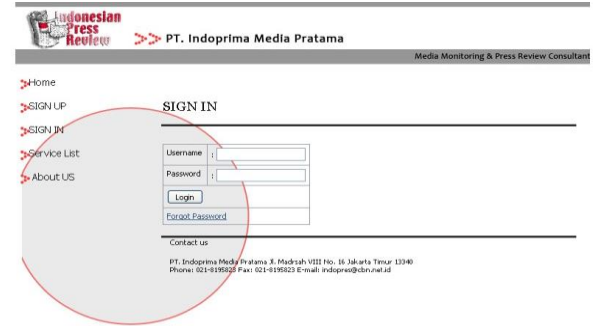 Indonesian
Press
Review
>> PT. Indoprima Media Pratama
Media Monitoring & Press Review Consultant
Home
SIGN UP
SIGN IN
Service List
About US
SIGN IN
Username :
Password :
Login
Forgot Password
Contact us
PT. Indoprima Media Pratama Jl. Madrsah VIII No. 16 Jakarta Timur 13340
Phone: 021-8195823 Fax: 021-8195823 E-mail: indopres@cbn.net.id